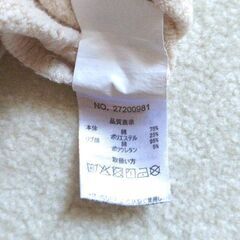 NO. 27200981
品質表示
本体 綿 75%
ポリエステル 25%
リブ部 綿 95%
ポリウレタン 5%
取扱い方